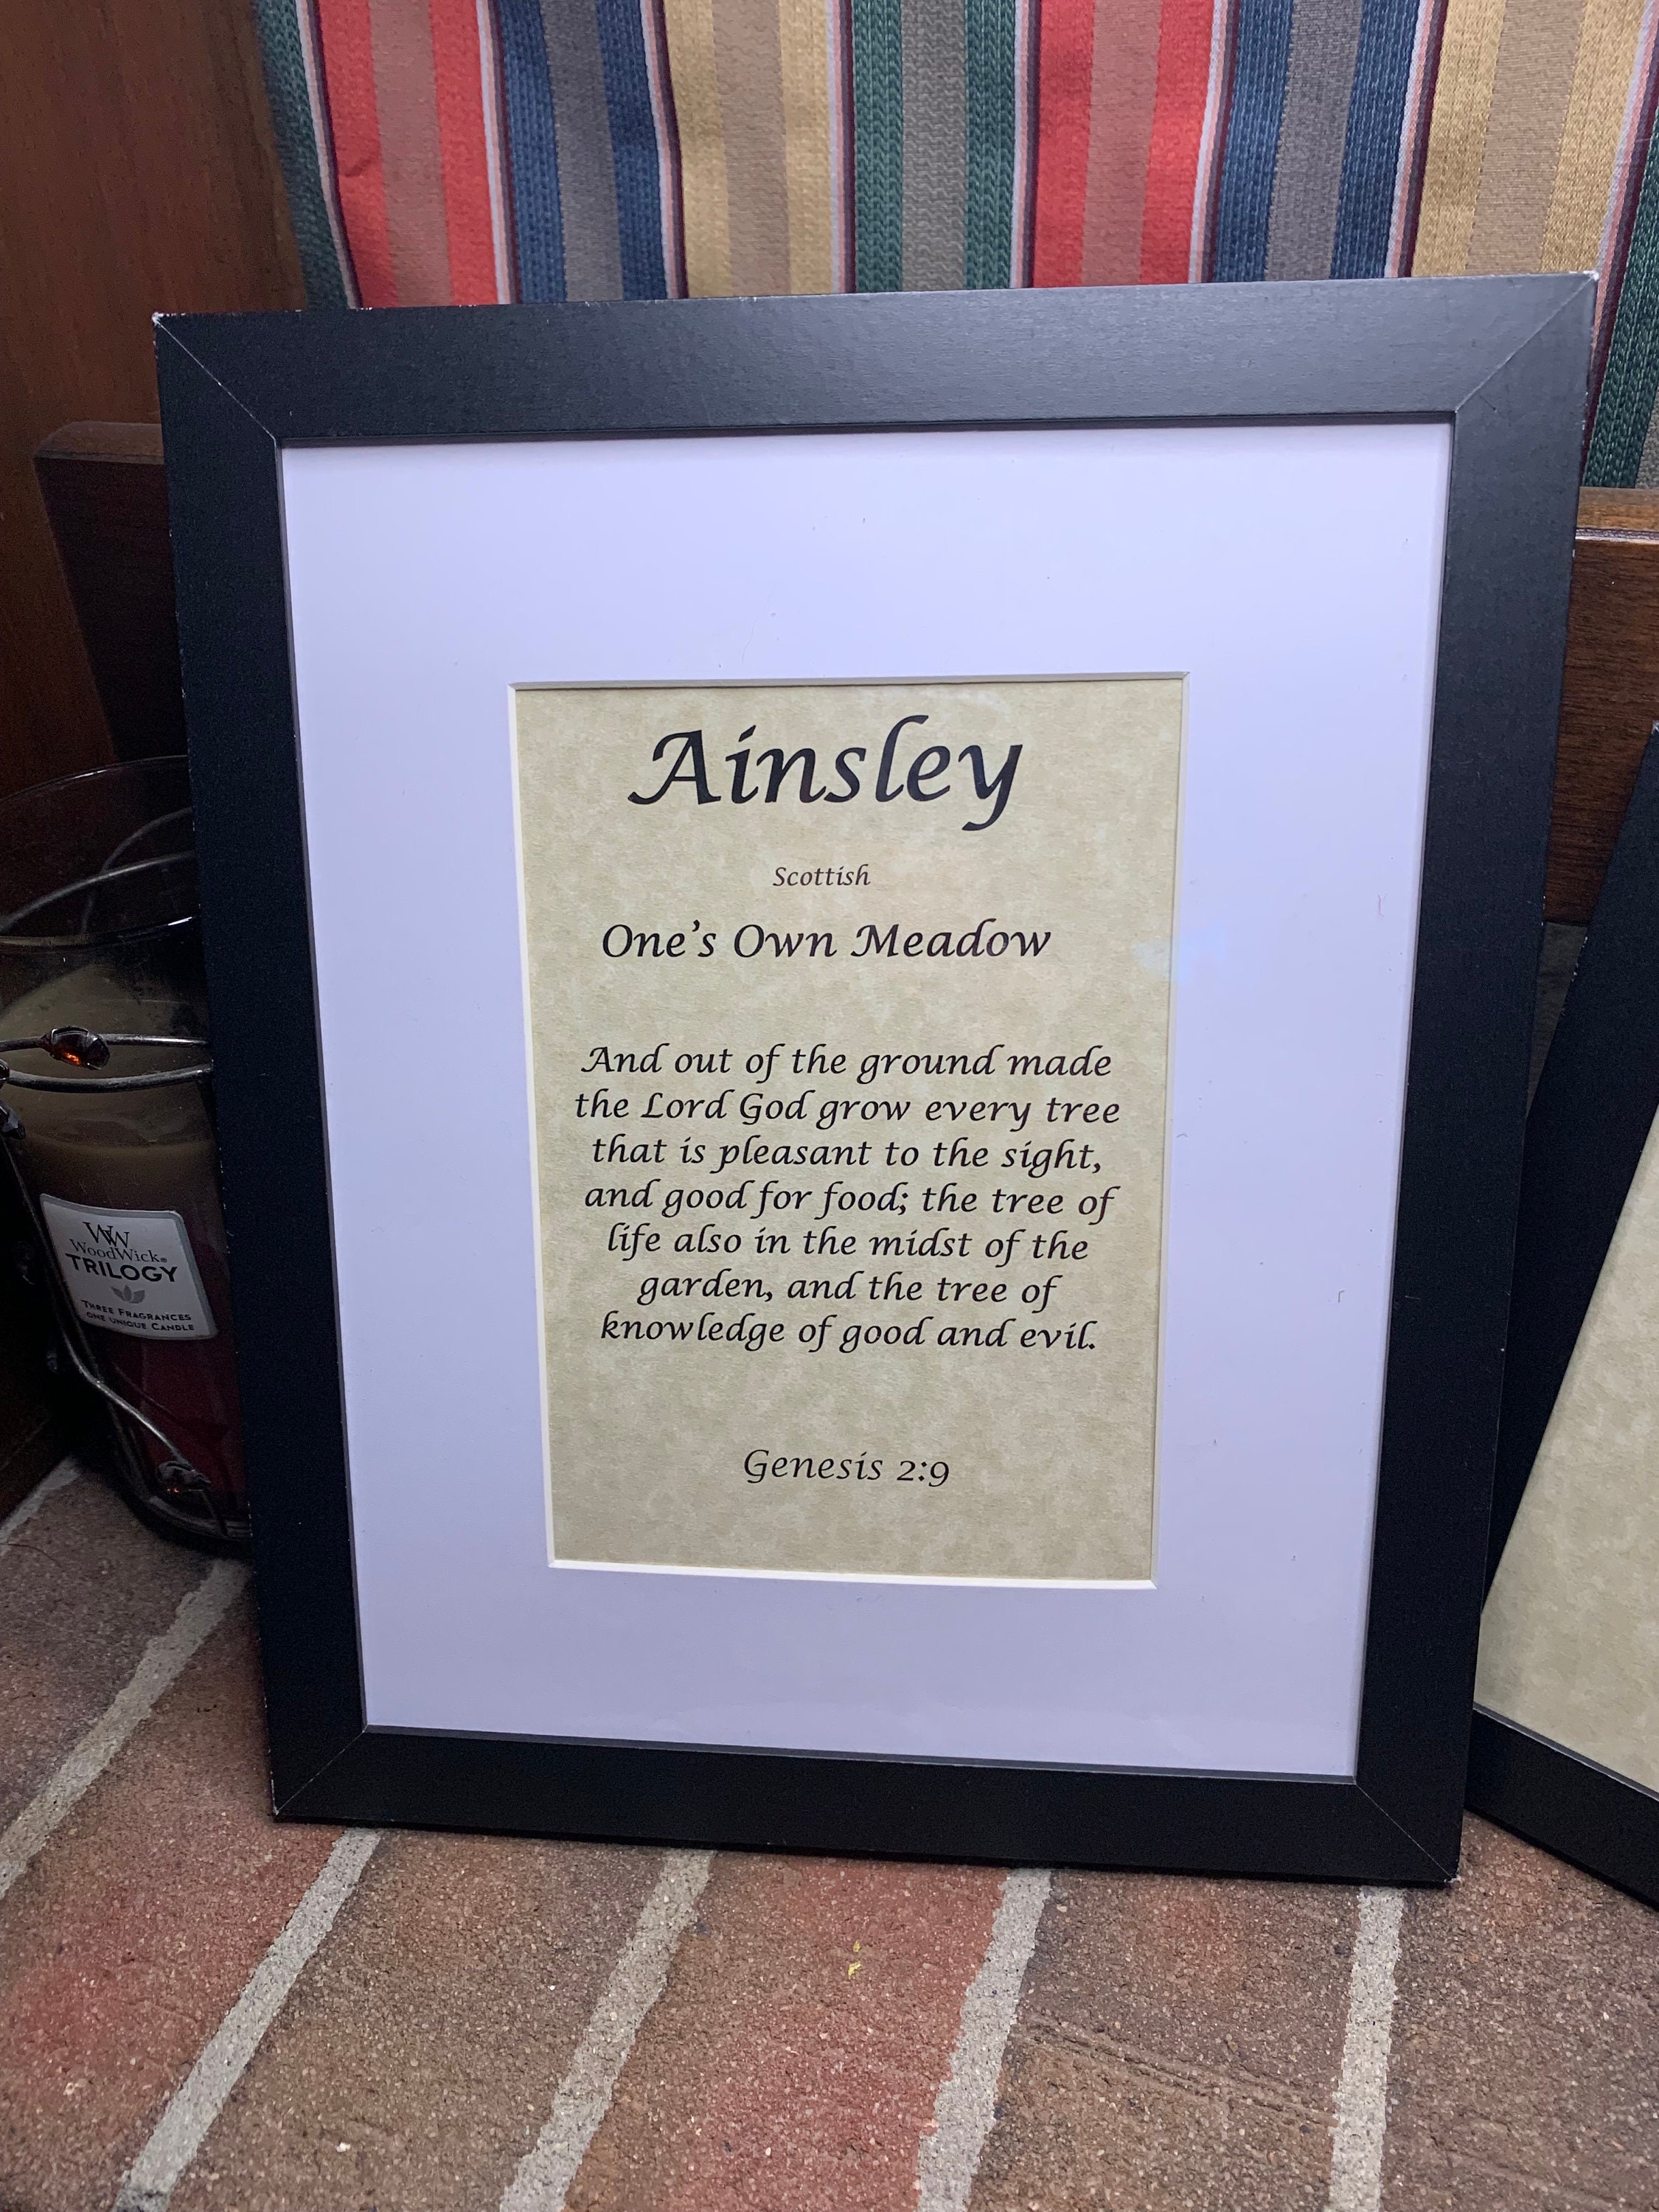 Ainsley
Scottish
One's Own Meadow
And out of the ground made
the Lord God grow every tree
that is pleasant to the sight,
and good for food; the tree of
life also in the midst of the
garden, and the tree of
knowledge of good and evil.
Genesis 2:9
WW
WoodWick®
TRILOGY
THREE FRAGRANCES
ONE UNIQUE CANDLE